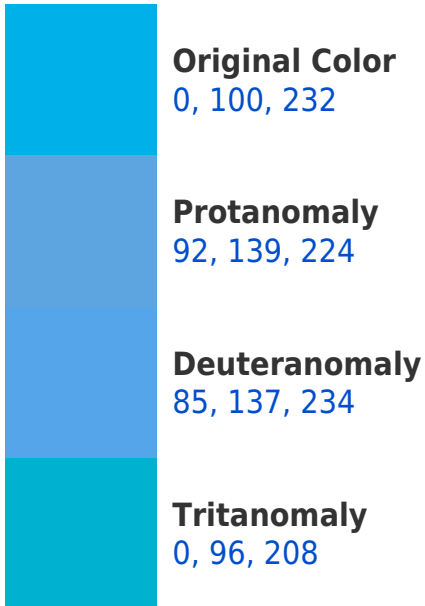 Original Color
0, 100, 232
Protanomaly
92, 139, 224
Deuteranomaly
85, 137, 234
Tritanomaly
0, 96, 208